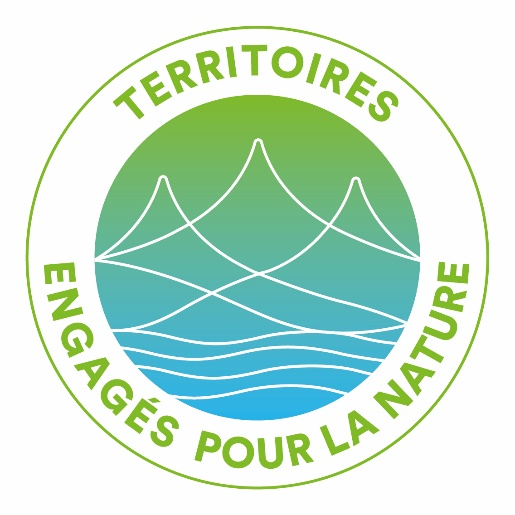 TERRITOIRES
ENGAGÉS POUR LA NATURE